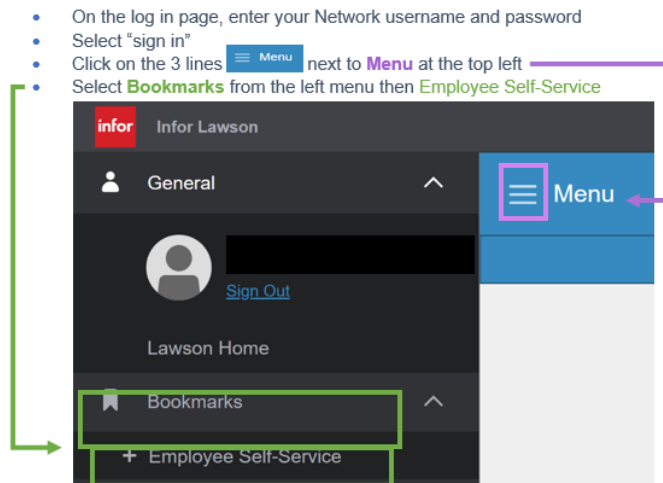 On the log in page, enter your Network username and password
Select “sign in”
Click on the 3 lines Menu next to Menu at the top left
Select Bookmarks from the left menu then Employee Self-Service
infor Infor Lawson
General
Menu
Sign Out
Lawson Home
Bookmarks
+ Employee Self-Service